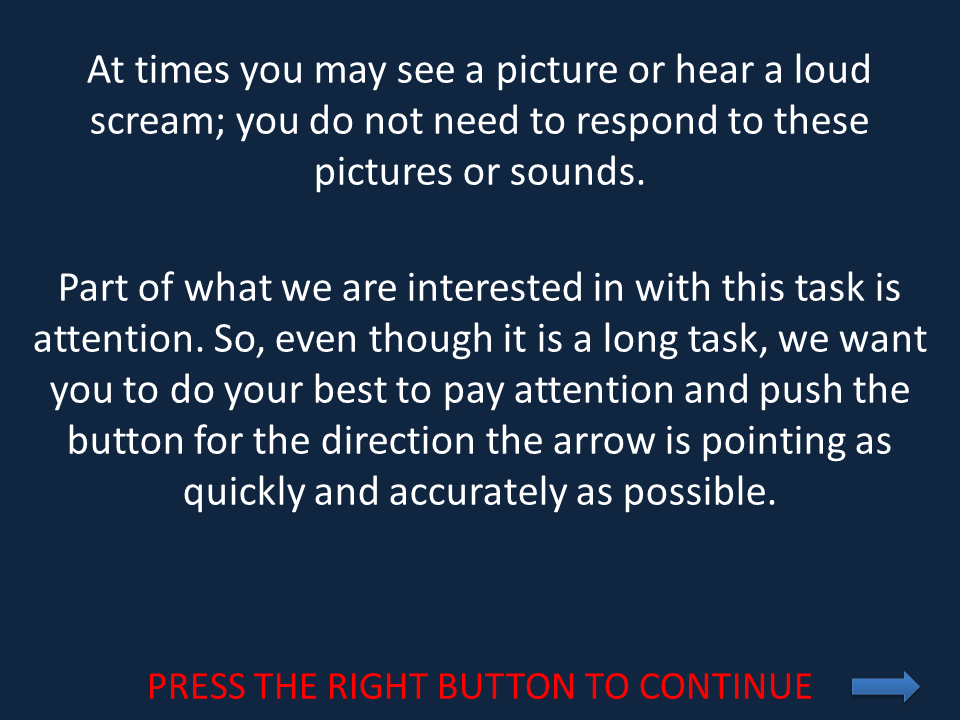 At times you may see a picture or hear a loud
scream; you do not need to respond to these
pictures or sounds.
Part of what we are interested in with this task is
attention. So, even though it is a long task, we want
you to do your best to pay attention and push the
button for the direction the arrow is pointing as
quickly and accurately as possible.
PRESS THE RIGHT BUTTON TO CONTINUE